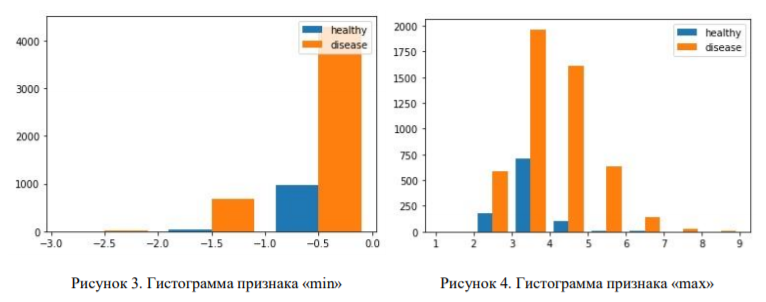 healthy
disease
4000
3000
2000
1000
0
−3.0 −2.5 −2.0 −1.5 −1.0 −0.5 0.0
Рисунок 3. Гистограмма признака «min»
healthy
disease
2000
1750
1500
1250
1000
750
500
250
0
1 2 3 4 5 6 7 8 9
Рисунок 4. Гистограмма признака «max»